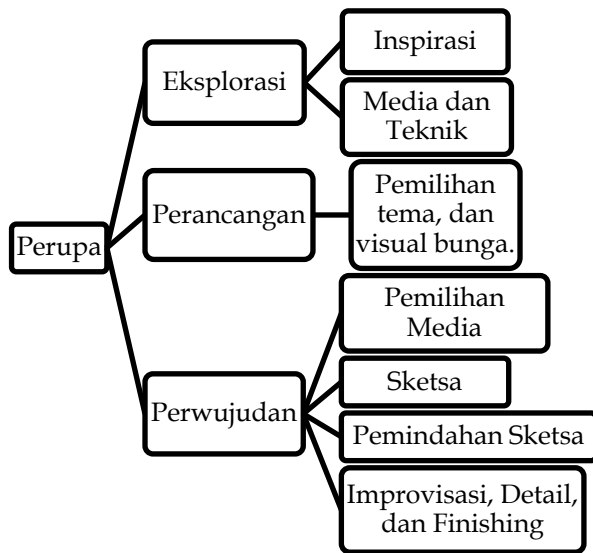 Perupa
Eksplorasi
Inspirasi
Media dan
Teknik
Perancangan
Pemilihan
tema, dan
visual bunga.
Perwujudan
Pemilihan
Media
Sketsa
Pemindahan Sketsa
Improvisasi, Detail,
dan Finishing